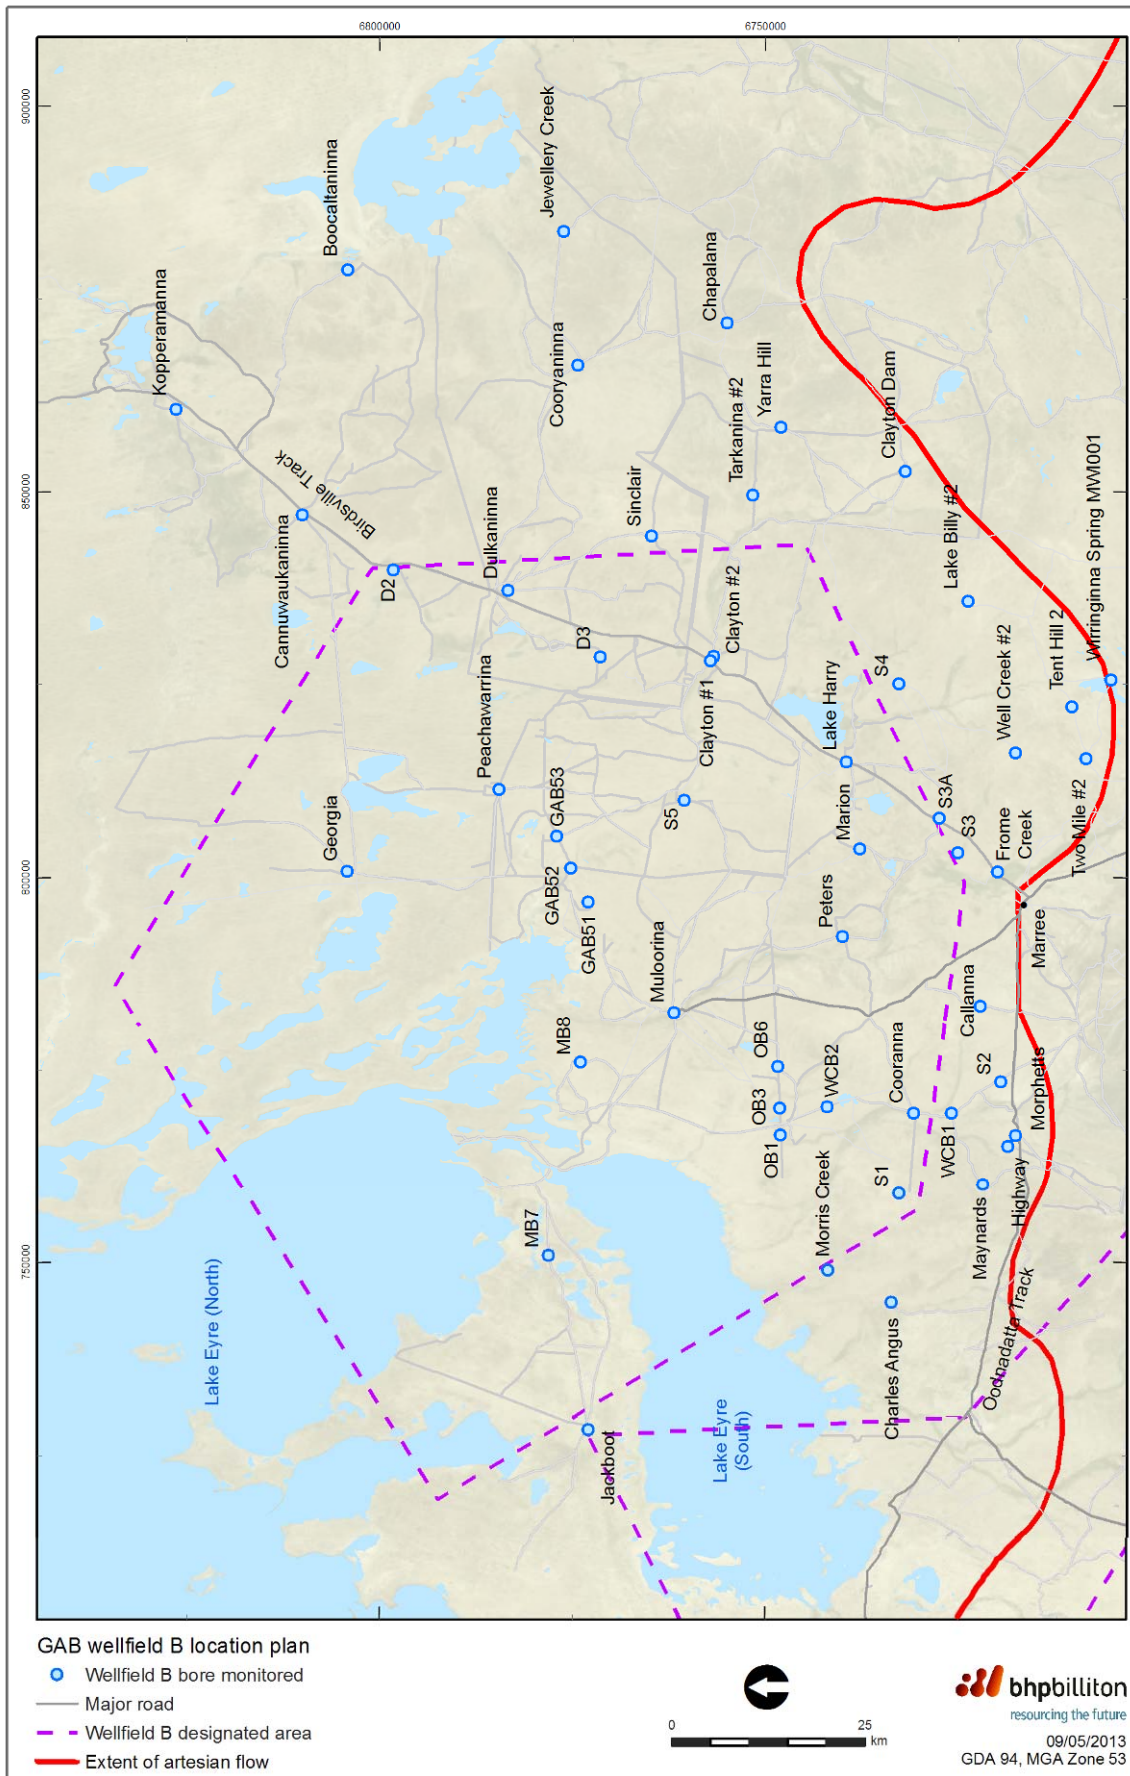 6800000
6750000
900000
850000
800000
750000
Boocaltaninna
Jewellery Creek
Kopperamanna
Chapalana
Cooryaninna
Yarra Hill
Tarkanina #2
Clayton Dam
Birdsville Track
Cannuwaukaninna
Sinclair
Lake Billy #2
Wirringinna Spring MWI001
D2
Dulkaninna
D3
Clayton #2
Clayton #1
S4
Tent Hill 2
Well Creek #2
Peachawarrina
Lake Harry
GAB53
S5
Marion
S3A
S3
Frome
Creek
Two Mile #2
Georgia
GAB52
GAB51
Peters
Marree
Muloorina
Callanna
MB8
OB6
OB3
OB1
WCB2
Cooranna
S2
Morphetts
WCB1
S1
Highway
Maynards
MB7
Morris Creek
Lake Eyre (North)
Charles Angus
Oodnadatta Track
Jackboot
Lake Eyre
(South)
GAB wellfield B location plan
Wellfield B bore monitored
Major road
Wellfield B designated area
Extent of artesian flow
0 25
km
bhpbilliton
resourcing the future
09/05/2013
GDA 94, MGA Zone 53